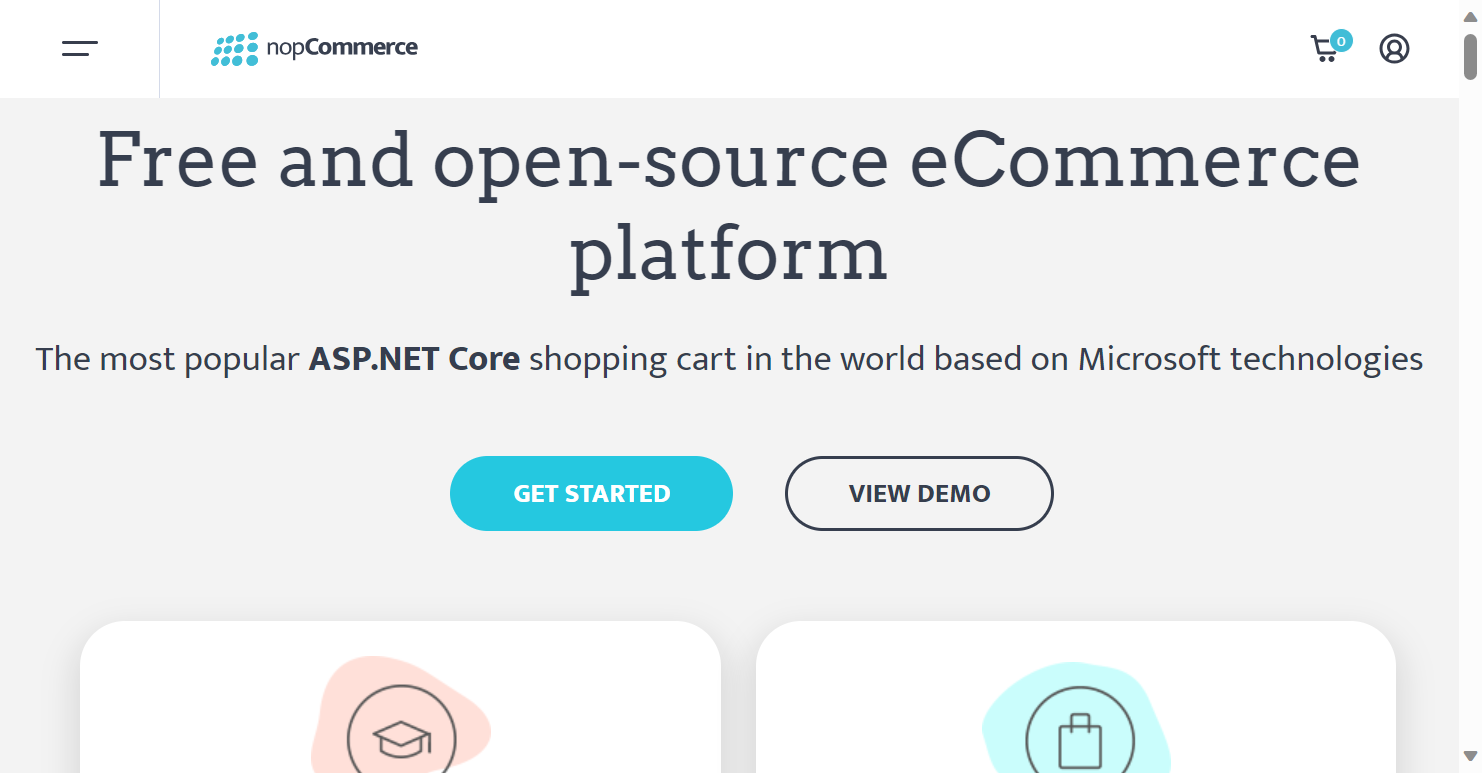 nopCommerce
0
Free and open-source eCommerce
platform
The most popular ASP.NET Core shopping cart in the world based on Microsoft technologies
GET STARTED
VIEW DEMO